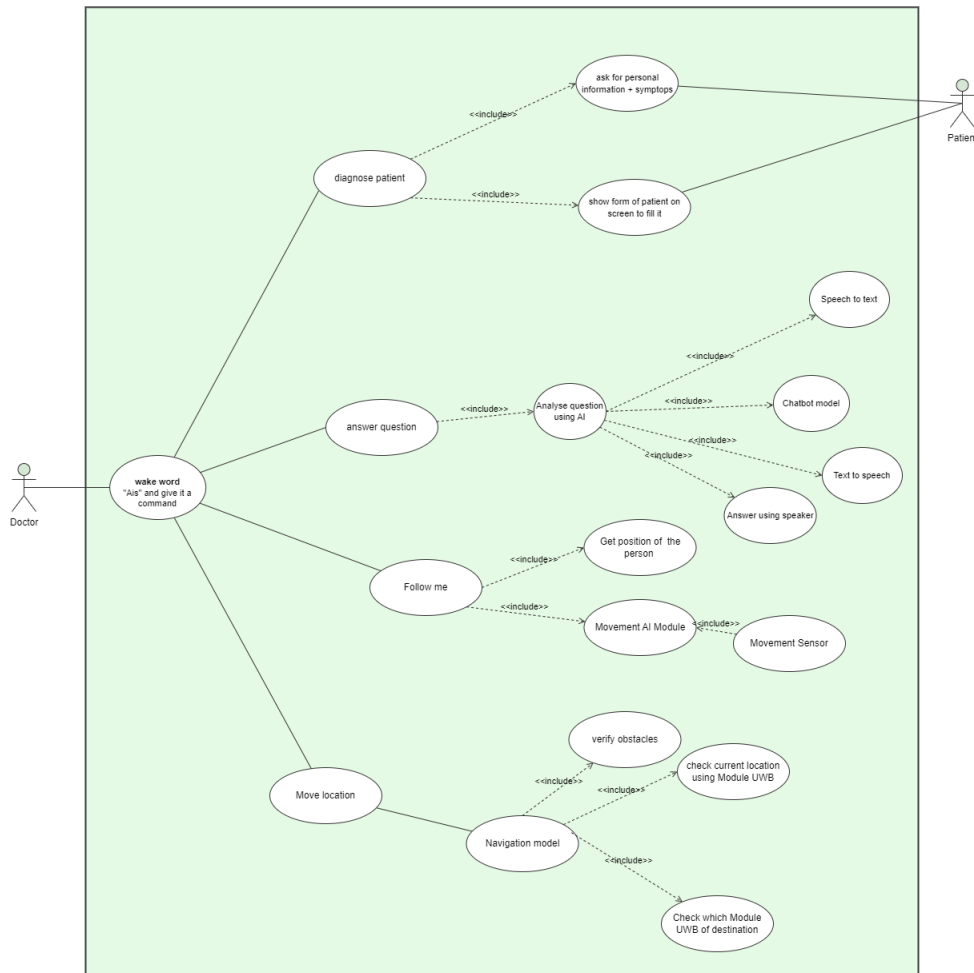 ask for personal
information + symptops
<<include>>
Patient
diagnose patient
<<include>>
show form of patient on
screen to fill it
Speech to text
<<include>>
Analyse question
using AI
<<include>>
Chatbot model
<<include>>
answer question
<<include>>
Text to speech
<<include>>
Answer using speaker
wake word
"Ais" and give it a
command
Doctor
Get position of the
person
<<include>>
Follow me
<<include>>
Movement AI Module
<<include>>
Movement Sensor
verify obstacles
check current location
using Module UWB
<<include>>
<<include>>
Move location
Navigation model
<<include>>
Check which Module
UWB of destination